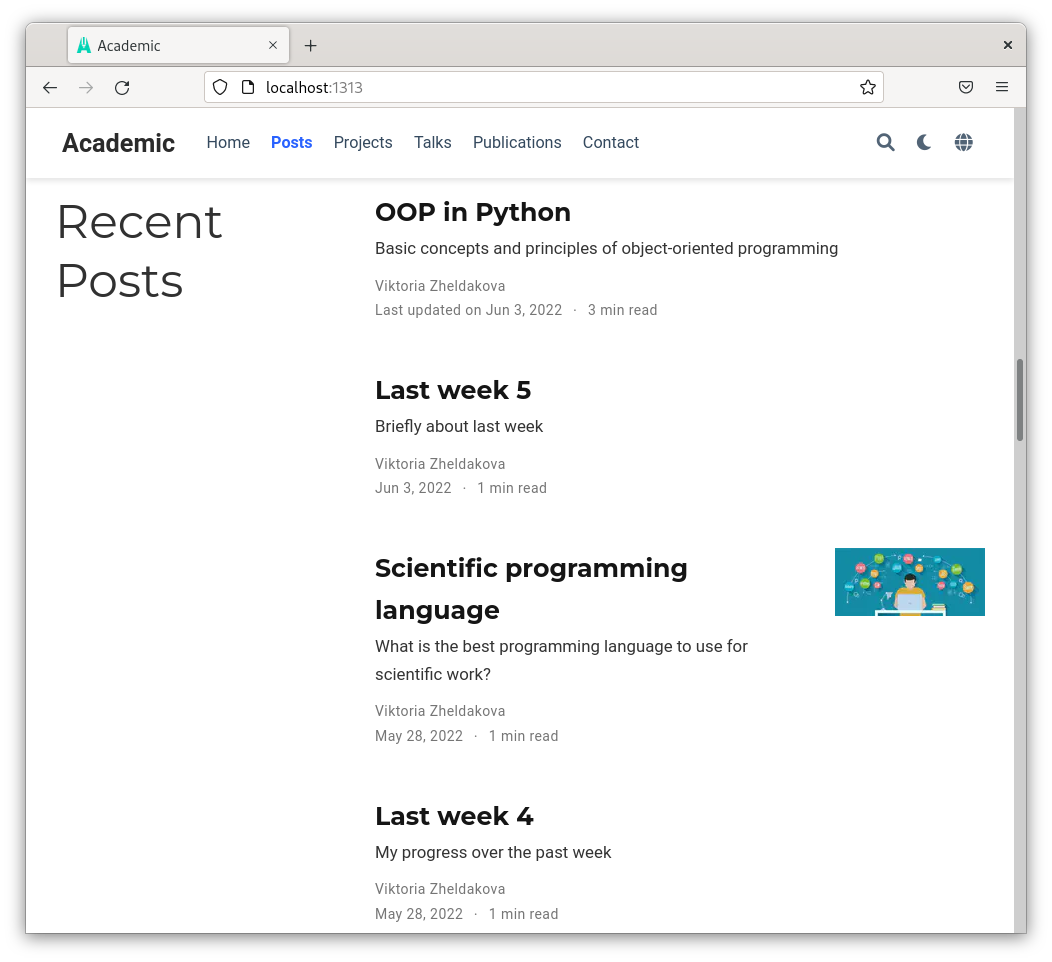 Academic
localhost:1313
Academic Home Posts Projects Talks Publications Contact
Recent
Posts
OOP in Python
Basic concepts and principles of object-oriented programming
Viktoria Zheldakova
Last updated on Jun 3, 2022 · 3 min read
Last week 5
Briefly about last week
Viktoria Zheldakova
Jun 3, 2022 · 1 min read
Scientific programming
language
What is the best programming language to use for
scientific work?
Viktoria Zheldakova
May 28, 2022 · 1 min read
Last week 4
My progress over the past week
Viktoria Zheldakova
May 28, 2022 · 1 min read